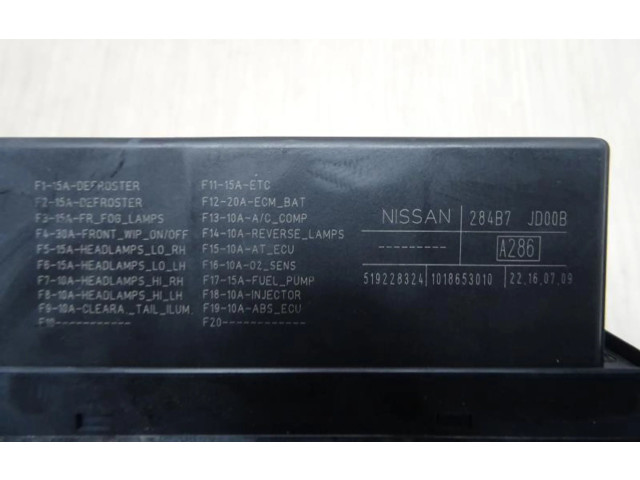 F1-15A-DEFROSTER
F2-15A-DEFROSTER
F3-15A-FR_FOG_LAMPS
F4-30A-FRONT_WIP_ON/OFF
F5-15A-HEADLAMPS_LO_RH
F6-15A-HEADLAMPS_LO_LH
F7-10A-HEADLAMPS_HI_RH
F8-10A-HEADLAMPS_HI_LH
F9-10A-CLEARA._TAIL_ILUM.
F10------------
F11-15A-ETC
F12-20A-ECM_BAT
F13-10A-A/C_COMP
F14-10A-REVERSE_LAMPS
F15-10A-AT_ECU
F16-10A-O2_SENS
F17-15A-FUEL_PUMP
F18-10A-INJECTOR
F19-10A-ABS_ECU
F20------------
NISSAN 284B7 JD00B
--------- A286
519228324 1018653010 22.16.07.09